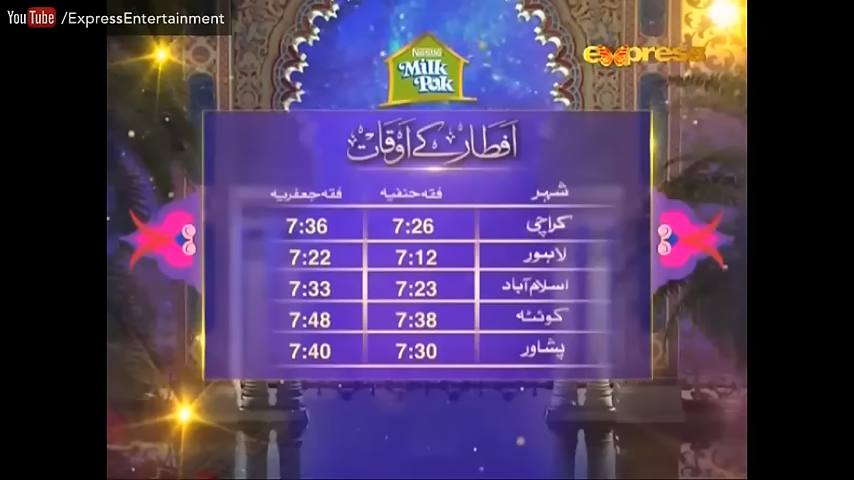 You Tube /ExpressEntertainment
express
Nestlé
Milk
Pak
افطار کے اوقات
شہر فقہ حنفیہ فقہ جعفریہ
کراچی 7:26 7:36
لاہور 7:12 7:22
اسلام آباد 7:23 7:33
کوئٹہ 7:38 7:48
پشاور 7:30 7:40